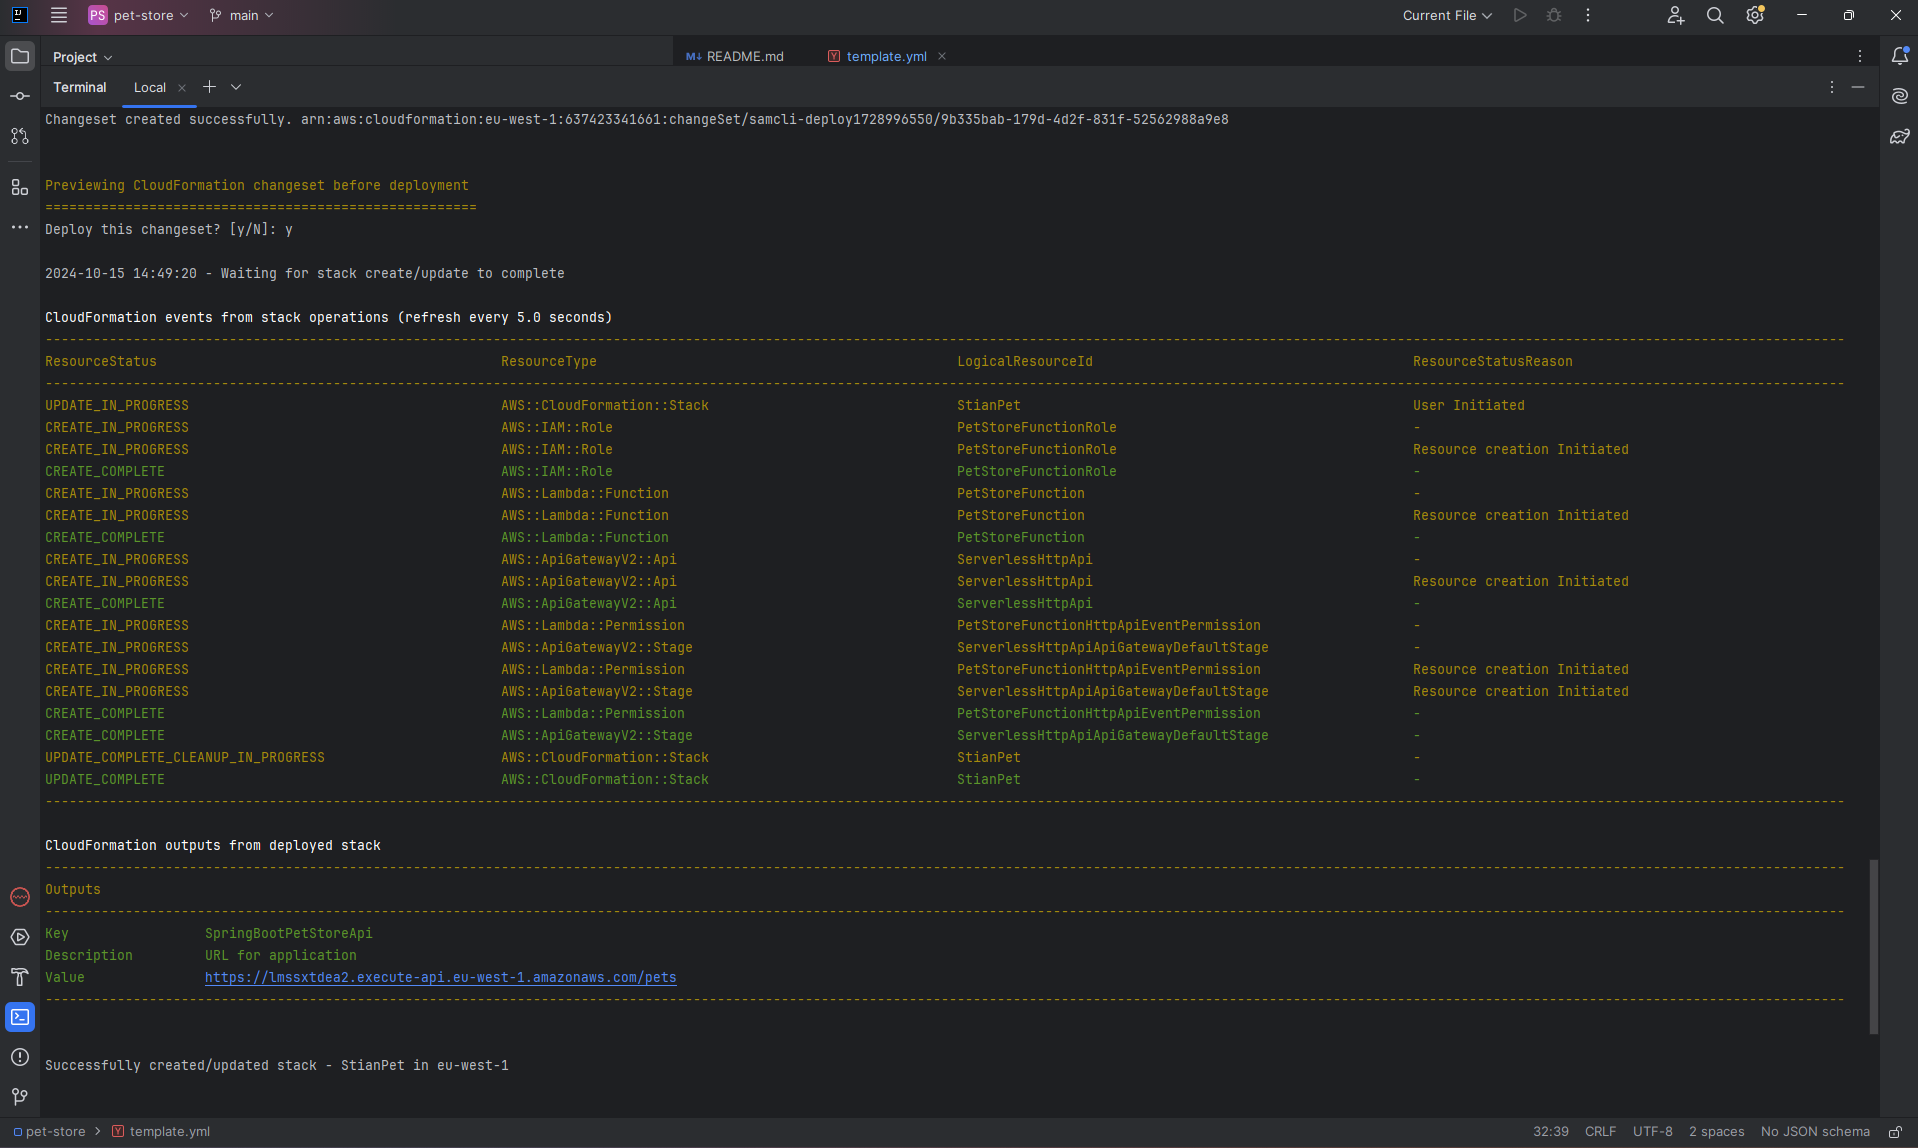 PS pet-store main Current File
Project README.md template.yml
Terminal Local
Changeset created successfully. arn:aws:cloudformation:eu-west-1:637423341661:changeSet/samcli-deploy1728996550/9b335bab-179d-4d2f-831f-52562988a9e8
Previewing CloudFormation changeset before deployment
======================================================
Deploy this changeset? [y/N]: y
2024-10-15 14:49:20 - Waiting for stack create/update to complete
CloudFormation events from stack operations (refresh every 5.0 seconds)
ResourceStatus ResourceType LogicalResourceId ResourceStatusReason
UPDATE_IN_PROGRESS AWS::CloudFormation::Stack StianPet User Initiated
CREATE_IN_PROGRESS AWS::IAM::Role PetStoreFunctionRole -
CREATE_IN_PROGRESS AWS::IAM::Role PetStoreFunctionRole Resource creation Initiated
CREATE_COMPLETE AWS::IAM::Role PetStoreFunctionRole -
CREATE_IN_PROGRESS AWS::Lambda::Function PetStoreFunction -
CREATE_IN_PROGRESS AWS::Lambda::Function PetStoreFunction Resource creation Initiated
CREATE_COMPLETE AWS::Lambda::Function PetStoreFunction -
CREATE_IN_PROGRESS AWS::ApiGatewayV2::Api ServerlessHttpApi -
CREATE_IN_PROGRESS AWS::ApiGatewayV2::Api ServerlessHttpApi Resource creation Initiated
CREATE_COMPLETE AWS::ApiGatewayV2::Api ServerlessHttpApi -
CREATE_IN_PROGRESS AWS::Lambda::Permission PetStoreFunctionHttpApiEventPermission -
CREATE_IN_PROGRESS AWS::ApiGatewayV2::Stage ServerlessHttpApiApiGatewayDefaultStage -
CREATE_IN_PROGRESS AWS::Lambda::Permission PetStoreFunctionHttpApiEventPermission Resource creation Initiated
CREATE_IN_PROGRESS AWS::ApiGatewayV2::Stage ServerlessHttpApiApiGatewayDefaultStage Resource creation Initiated
CREATE_COMPLETE AWS::Lambda::Permission PetStoreFunctionHttpApiEventPermission -
CREATE_COMPLETE AWS::ApiGatewayV2::Stage ServerlessHttpApiApiGatewayDefaultStage -
UPDATE_COMPLETE_CLEANUP_IN_PROGRESS AWS::CloudFormation::Stack StianPet -
UPDATE_COMPLETE AWS::CloudFormation::Stack StianPet -
CloudFormation outputs from deployed stack
Outputs
Key SpringBootPetStoreApi
Description URL for application
Value https://lmssxtdea2.execute-api.eu-west-1.amazonaws.com/pets
Successfully created/updated stack - StianPet in eu-west-1
pet-store > template.yml 32:39 CRLF UTF-8 2 spaces No JSON schema